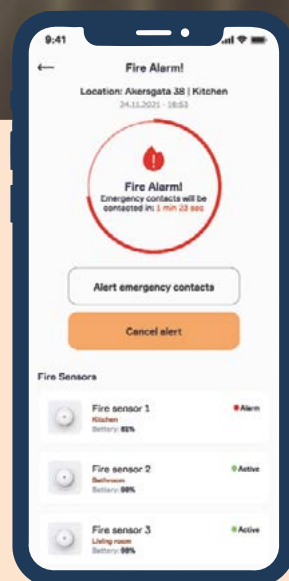 9:41
Fire Alarm!
Location: Akersgata 38 | Kitchen
24.11.2021 - 16:53
Fire Alarm!
Emergency contacts will be
contacted in: 1 min 23 sec
Alert emergency contacts
Cancel alert
Fire Sensors
Fire sensor 1
Alarm
Kitchen
Battery: 81%
Fire sensor 2
Active
Bathroom
Battery: 98%
Fire sensor 3
Active
Living room
Battery: 98%